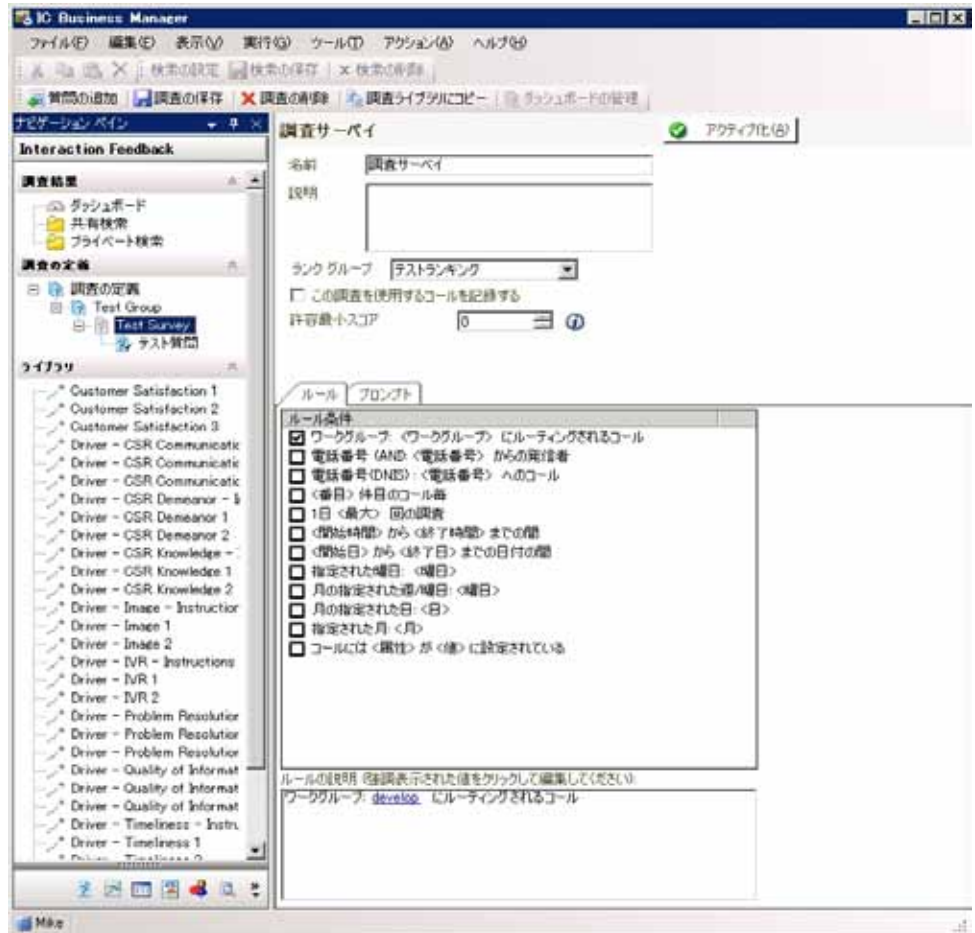 IC Business Manager
ファイル(F) 編集(E) 表示(V) 実行(G) ツール(T) アクション(A) ヘルプ(H)
検索の設定 検索の保存 検索の削除
質問の追加 調査の保存 調査の削除 調査ライブラリにコピー ダッシュボードの管理
ナビゲーション ペイン
Interaction Feedback
調査結果
ダッシュボード
共有検索
プライベート検索
調査の定義
調査の定義
Test Group
Test Survey
テスト質問
ライブラリ
Customer Satisfaction 1
Customer Satisfaction 2
Customer Satisfaction 3
Driver - CSR Communicatic
Driver - CSR Communicatic
Driver - CSR Communicatic
Driver - CSR Demeanor - I
Driver - CSR Demeanor 1
Driver - CSR Demeanor 2
Driver - CSR Knowledge -
Driver - CSR Knowledge 1
Driver - CSR Knowledge 2
Driver - Image - Instruction
Driver - Image 1
Driver - Image 2
Driver - IVR - Instructions
Driver - IVR 1
Driver - IVR 2
Driver - Problem Resolution
Driver - Problem Resolution
Driver - Problem Resolution
Driver - Quality of Informat
Driver - Quality of Informat
Driver - Quality of Informat
Driver - Timeliness - Instru
Driver - Timeliness 1
Mike
調査サーベイ
アクティブ化(A)
名前 調査サーベイ
説明
ランク グループ テストランキング
この調査を使用するコールを記録する
許容最小スコア 0
ルール プロンプト
ルール条件
ワークグループ: <ワークグループ> にルーティングされるコール
電話番号 (ANI): <電話番号> からの発信者
電話番号(DNIS): <電話番号> へのコール
<番目> 件目のコール毎
1日 <最大> 回の調査
<開始時間> から <終了時間> までの間
<開始日> から <終了日> までの日付の間
指定された曜日: <曜日>
月の指定された週/曜日: <曜日>
月の指定された日: <日>
指定された月: <月>
コールには <属性> が <値> に設定されている
ルールの説明 (強調表示された値をクリックして編集してください):
ワークグループ: develop にルーティングされるコール